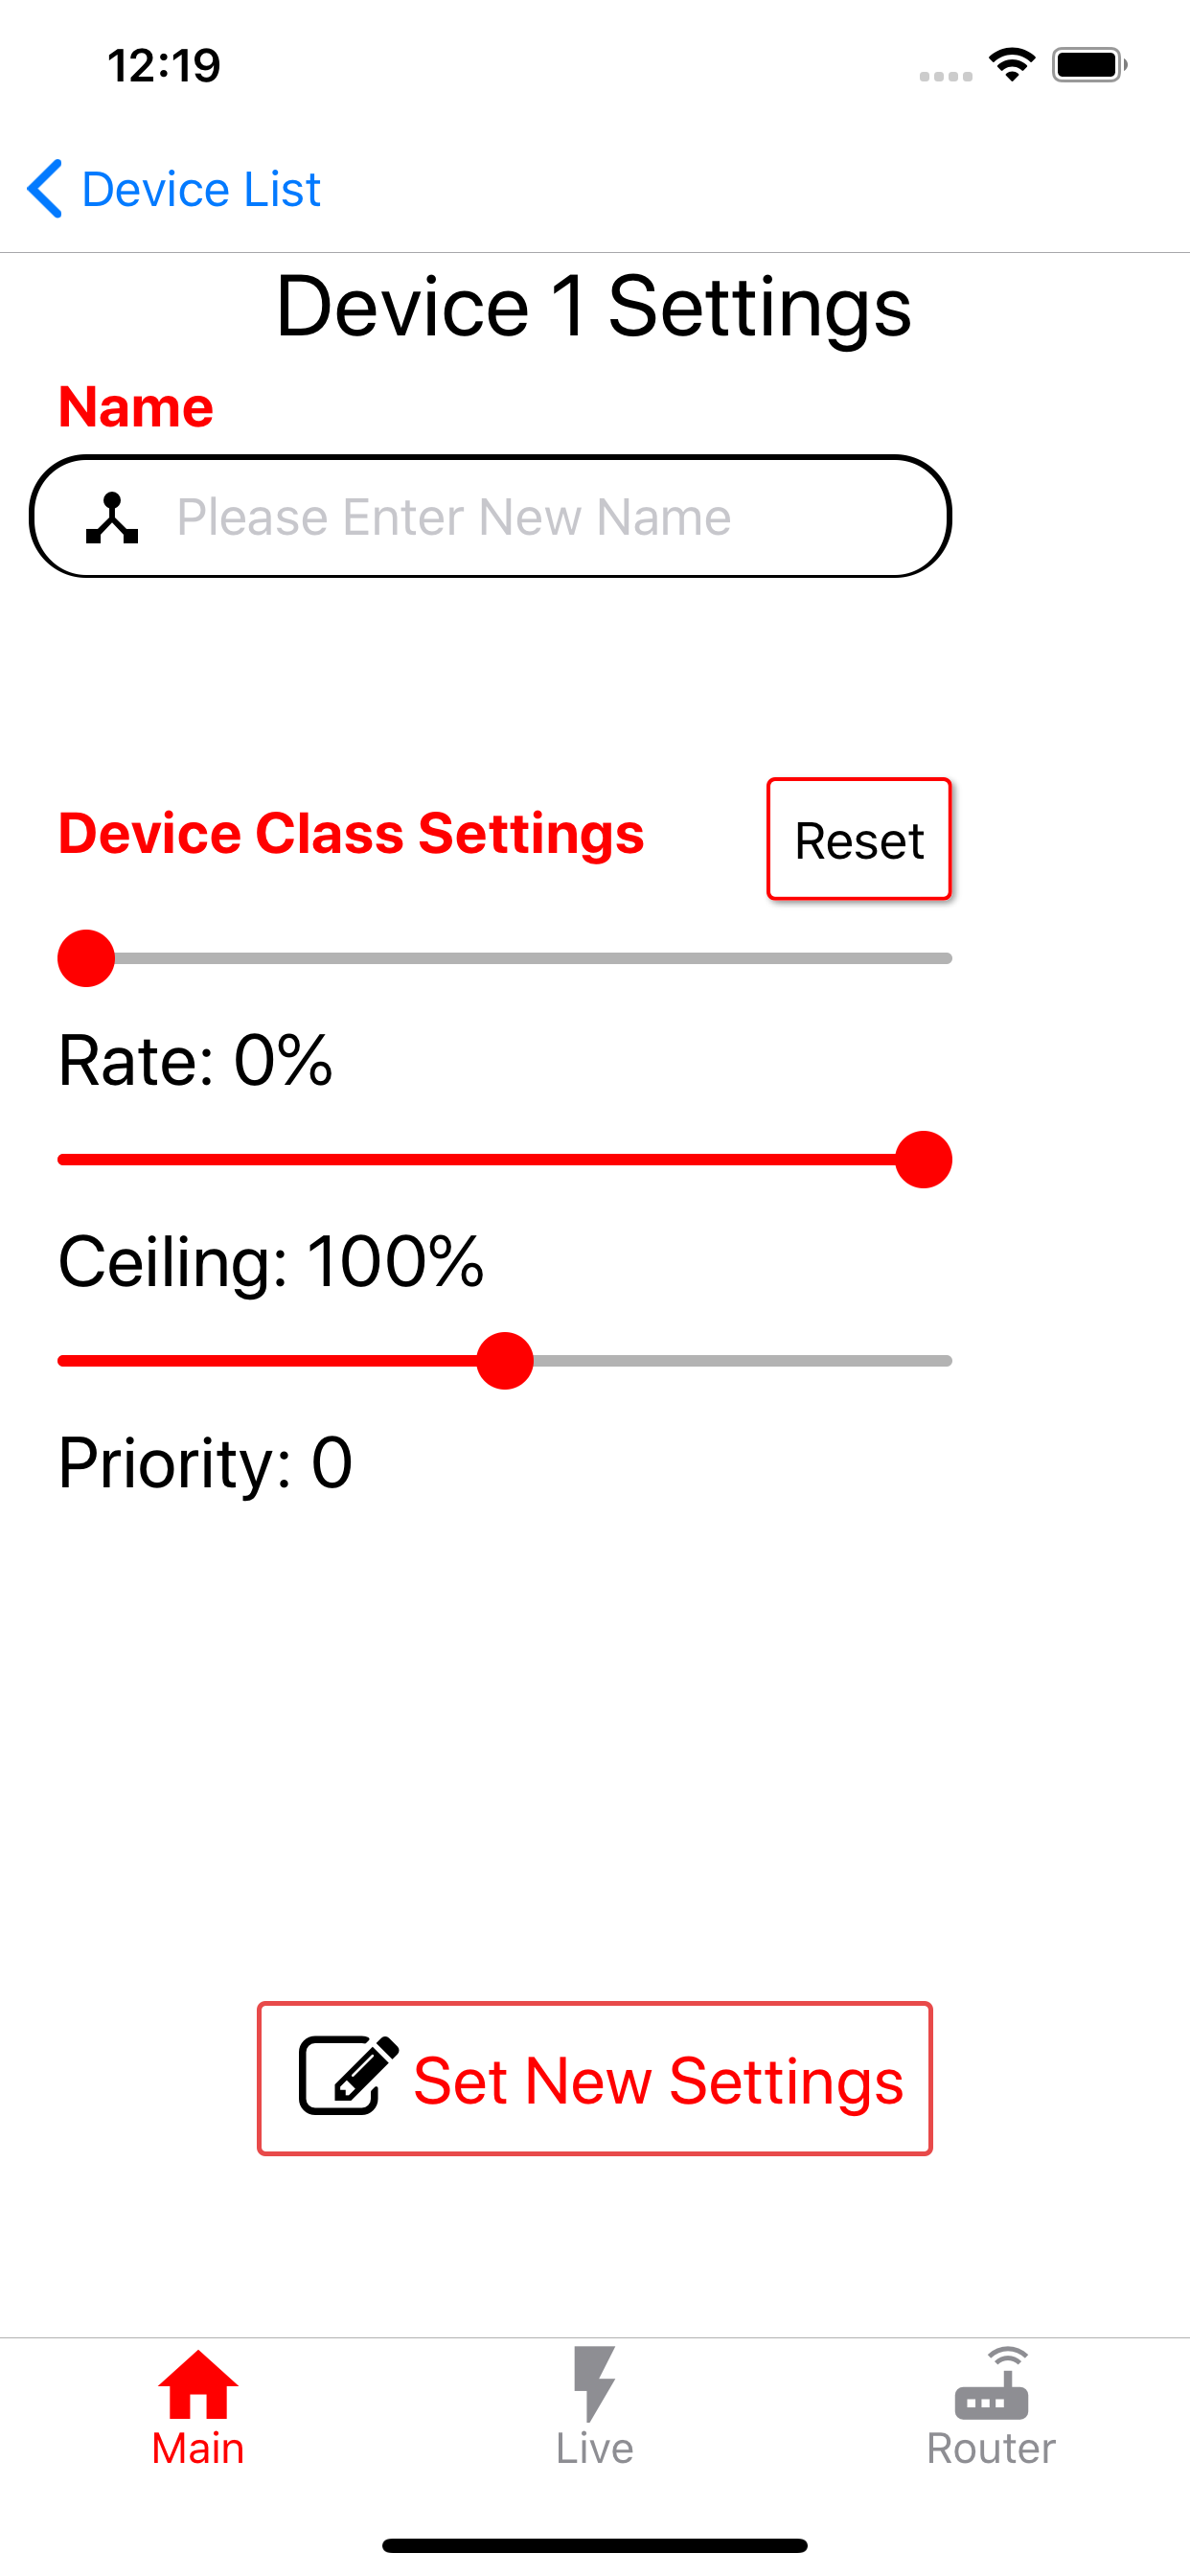 12:19
Device List
Device 1 Settings
Name
Please Enter New Name
Device Class Settings
Reset
Rate: 0%
Ceiling: 100%
Priority: 0
Set New Settings
Main
Live
Router